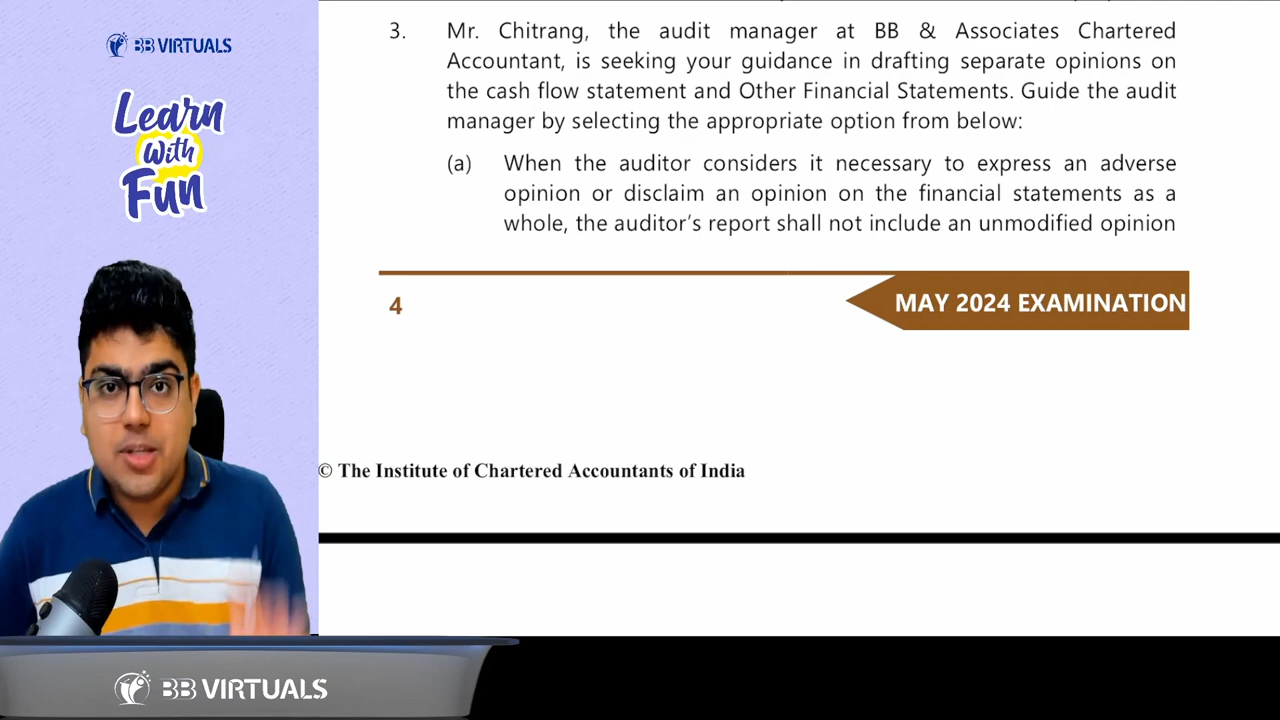 BB VIRTUALS
Learn
With
Fun
3. Mr. Chitrang, the audit manager at BB & Associates Chartered
Accountant, is seeking your guidance in drafting separate opinions on
the cash flow statement and Other Financial Statements. Guide the audit
manager by selecting the appropriate option from below:
(a) When the auditor considers it necessary to express an adverse
opinion or disclaim an opinion on the financial statements as a
whole, the auditor's report shall not include an unmodified opinion
4 MAY 2024 EXAMINATION
© The Institute of Chartered Accountants of India
BB VIRTUALS